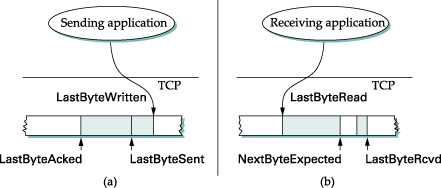 Sending application
TCP
LastByteWritten
LastByteAcked
LastByteSent
(a)
Receiving application
TCP
LastByteRead
NextByteExpected
LastByteRcvd
(b)